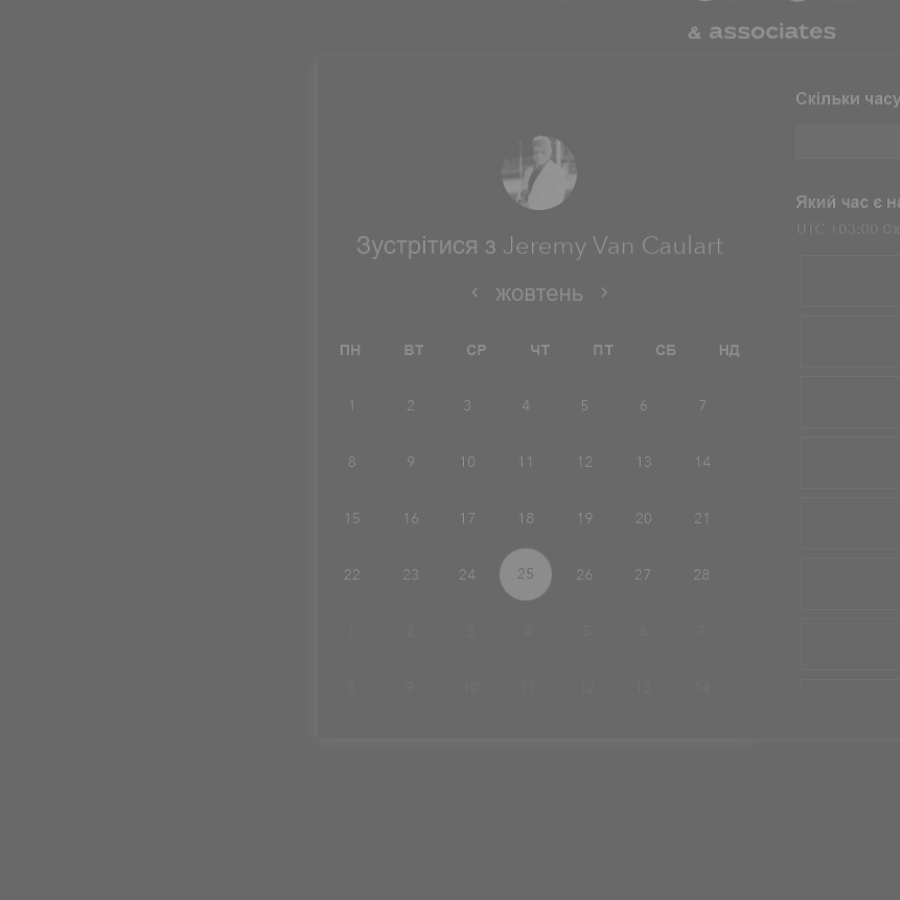 & associates
Скільки часу
Зустрітися з Jeremy Van Caulart
жовтень
ПН ВТ СР ЧТ ПТ СБ НД
1 2 3 4 5 6 7
8 9 10 11 12 13 14
15 16 17 18 19 20 21
22 23 24 25 26 27 28
1 2 3 4 5 6 7
8 9 10 11 12 13 14
Який час є
UTC +03:00